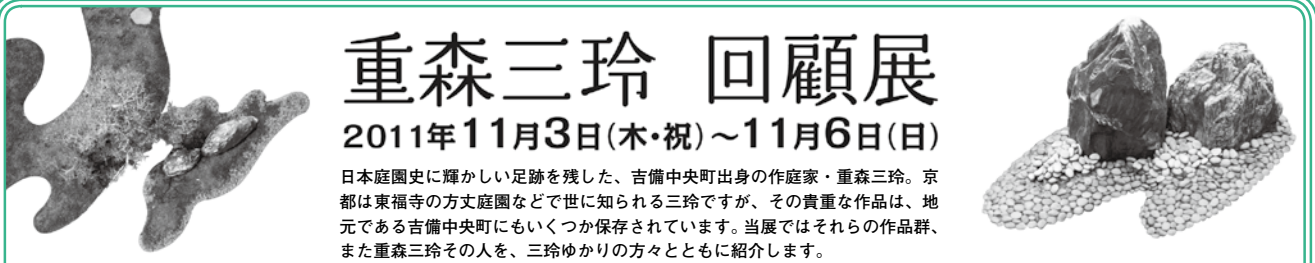 重森三玲 回顧展
2011年11月3日(木・祝)～11月6日(日)
日本庭園史に輝かしい足跡を残した、吉備中央町出身の作庭家・重森三玲。京
都は東福寺の方丈庭園などで世に知られる三玲ですが、その貴重な作品は、地
元である吉備中央町にもいくつか保存されています。当展ではそれらの作品群、
また重森三玲その人を、三玲ゆかりの方々とともに紹介します。